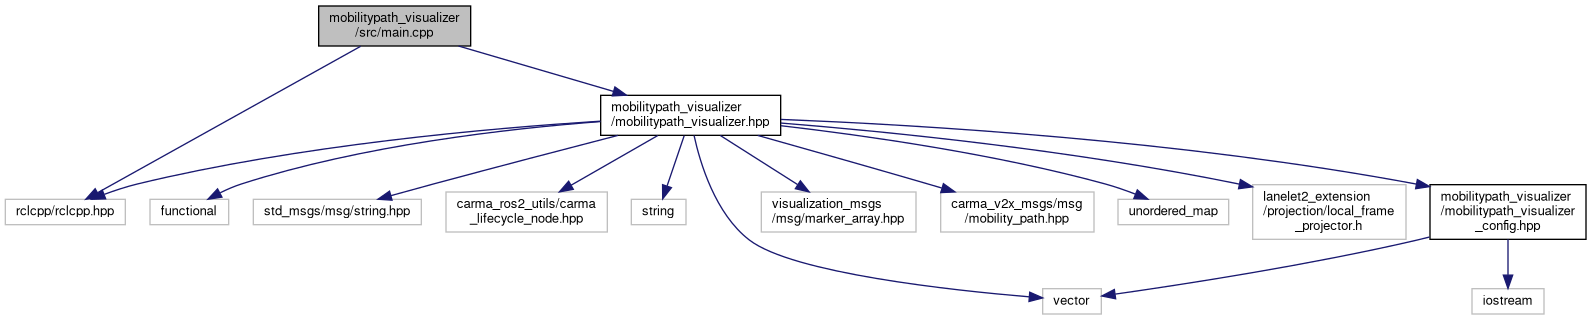 mobilitypath_visualizer
/src/main.cpp
mobilitypath_visualizer
/mobilitypath_visualizer.hpp
rclcpp/rclcpp.hpp
functional
std_msgs/msg/string.hpp
carma_ros2_utils/carma
_lifecycle_node.hpp
string
visualization_msgs
/msg/marker_array.hpp
carma_v2x_msgs/msg
/mobility_path.hpp
unordered_map
lanelet2_extension
/projection/local_frame
_projector.h
mobilitypath_visualizer
/mobilitypath_visualizer
_config.hpp
vector
iostream